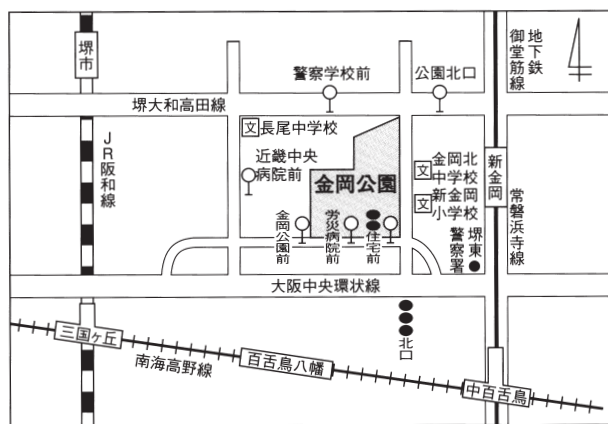 堺市
警察学校前
公園北口
地下鉄
御堂筋線
堺大和高田線
文長尾中学校
JR阪和線
近畿中央
病院前
金岡公園
文金岡北
中学校
文新金岡
小学校
新金岡
常磐浜寺線
金岡公園前
労災病院前
●●住宅前
堺東
警察署
大阪中央環状線
●●●北口
三国ヶ丘
南海高野線
百舌鳥八幡
中百舌鳥